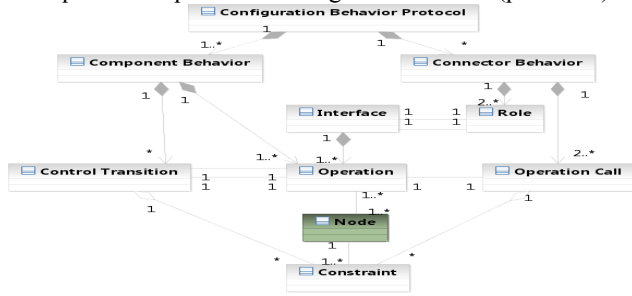 Configuration Behavior Protocol
1 1
1..* *
Component Behavior Connector Behavior
1 1 1 1
2..*
Interface 1 1 Role
1 1 1
* 1..* 1..* 2..*
Control Transition 1 1 Operation 1 1 Operation Call
1 1
1 1..* 1
1..*
Node
1
* 1..* *
Constraint